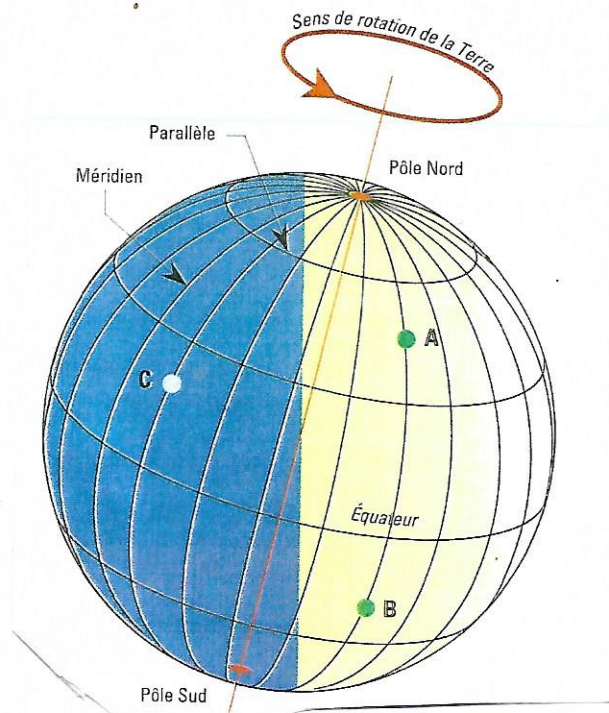 Sens de rotation de la Terre
Parallèle
Pôle Nord
Méridien
A
C
Équateur
B
Pôle Sud